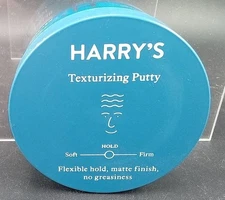 HARRY'S
Texturizing Putty
HOLD
Soft Firm
Flexible hold, matte finish,
no greasiness